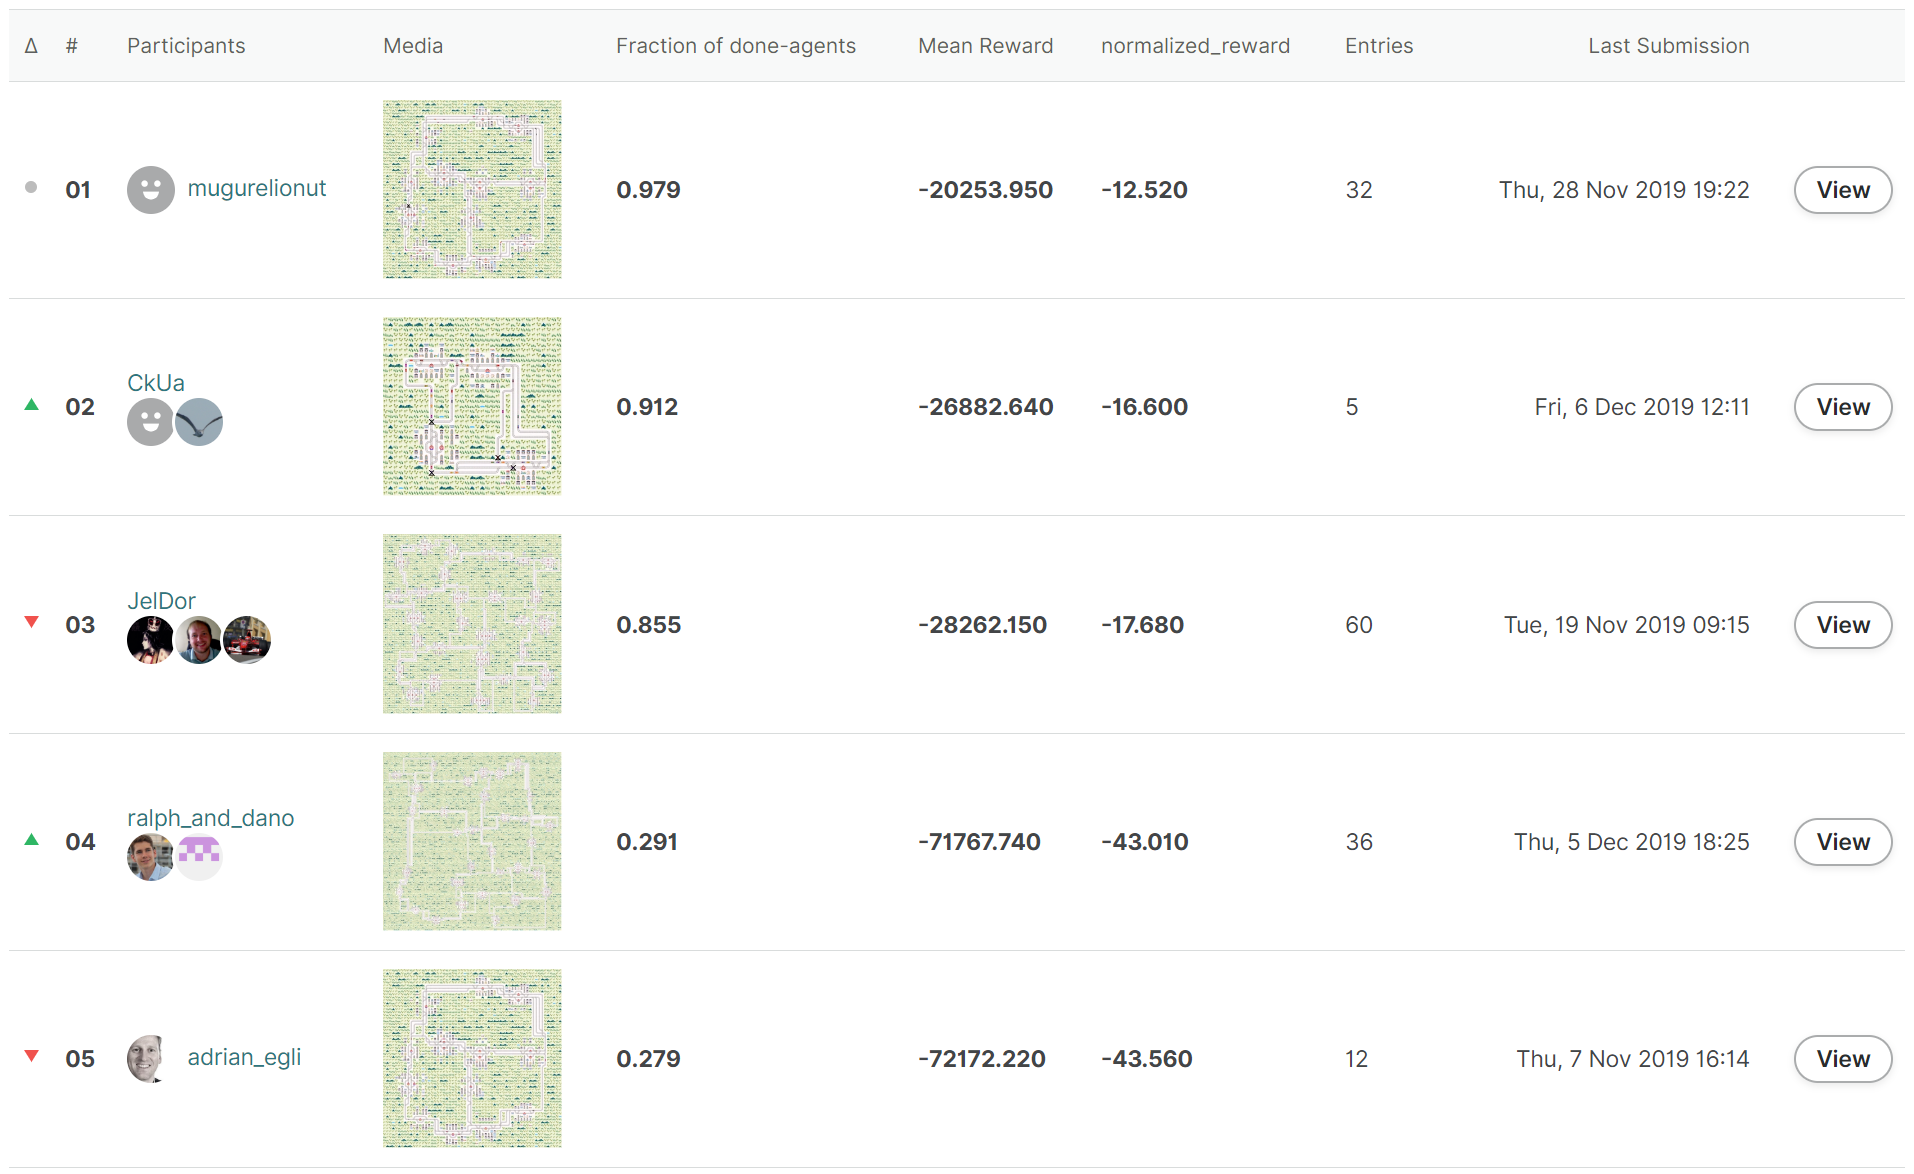 Δ # Participants Media Fraction of done-agents Mean Reward normalized_reward Entries Last Submission
01 mugurelionut 0.979 -20253.950 -12.520 32 Thu, 28 Nov 2019 19:22 View
CkUa
02 0.912 -26882.640 -16.600 5 Fri, 6 Dec 2019 12:11 View
JelDor
03 0.855 -28262.150 -17.680 60 Tue, 19 Nov 2019 09:15 View
ralph_and_dano
04 0.291 -71767.740 -43.010 36 Thu, 5 Dec 2019 18:25 View
05 adrian_egli 0.279 -72172.220 -43.560 12 Thu, 7 Nov 2019 16:14 View